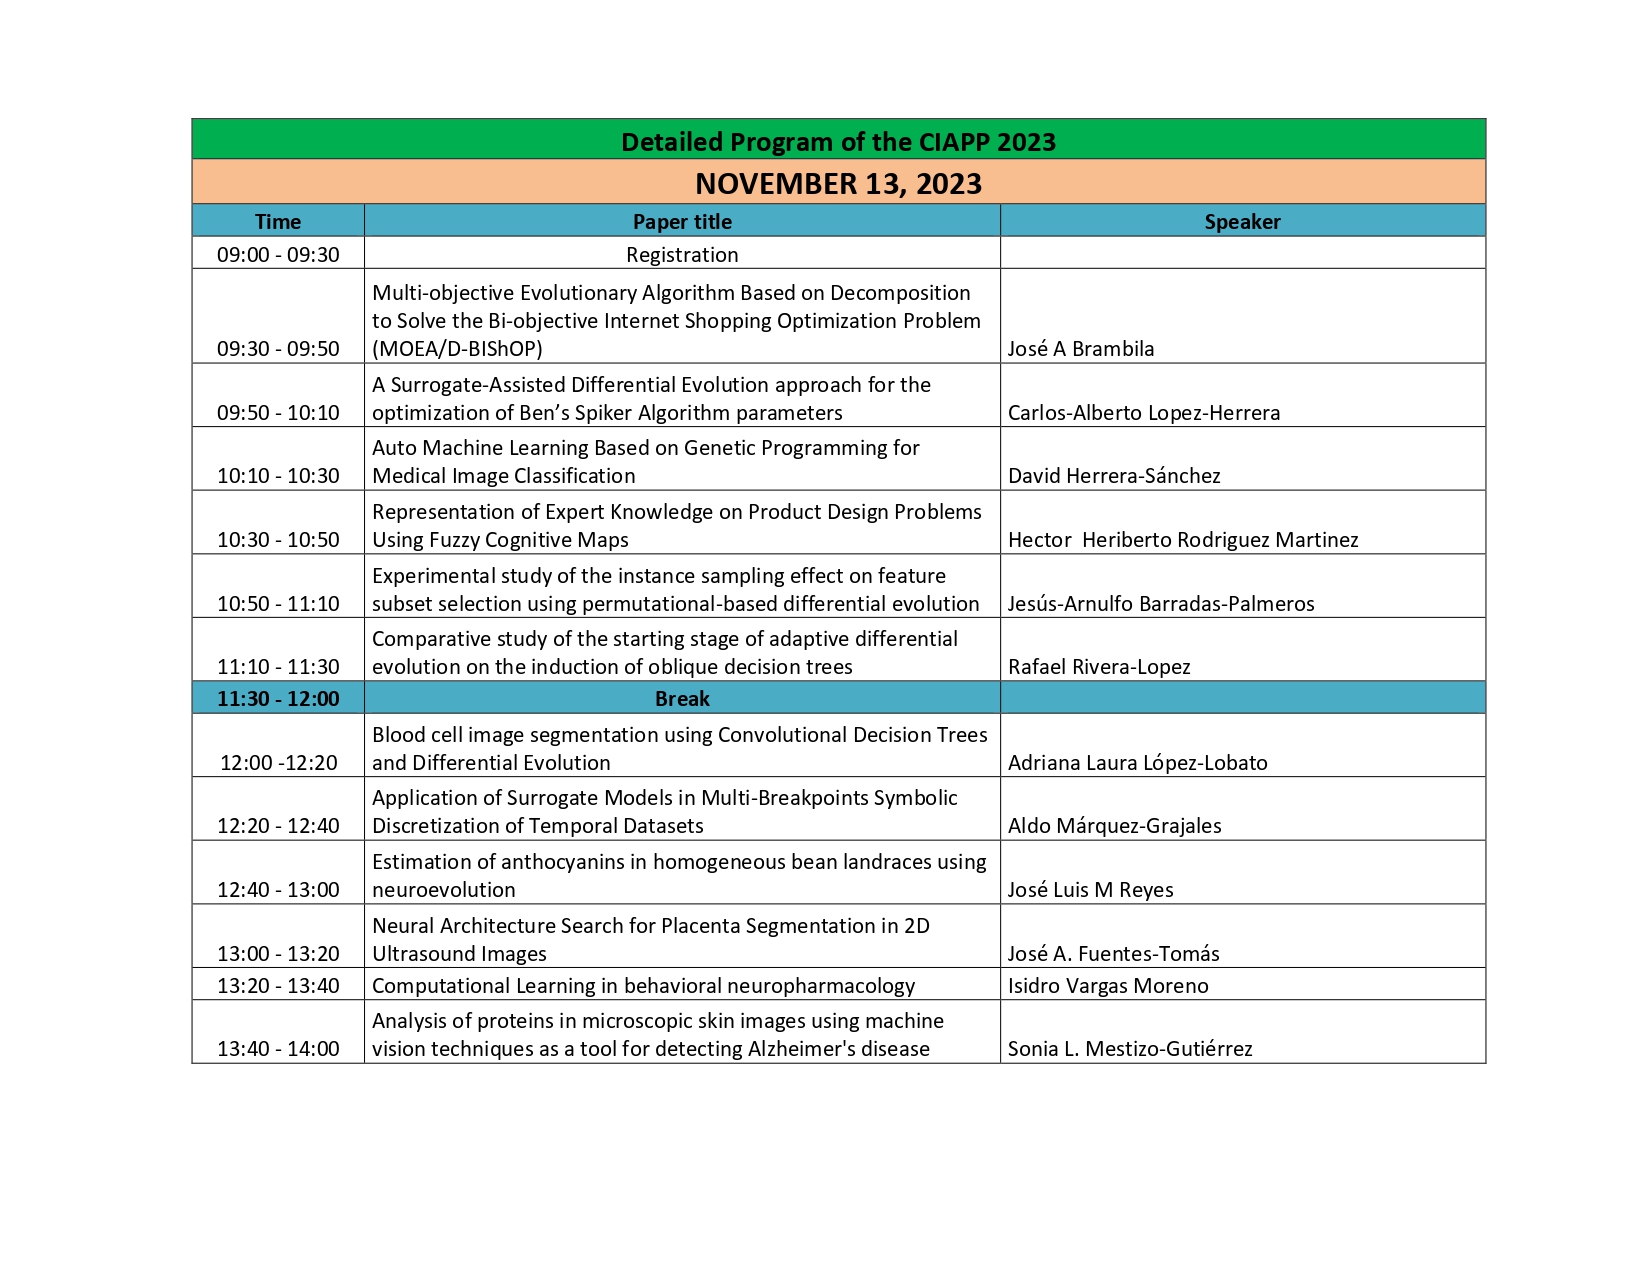 Detailed Program of the CIAPP 2023
NOVEMBER 13, 2023
Time Paper title Speaker
09:00 - 09:30 Registration
Multi-objective Evolutionary Algorithm Based on Decomposition
to Solve the Bi-objective Internet Shopping Optimization Problem
09:30 - 09:50 (MOEA/D-BIShOP) José A Brambila
A Surrogate-Assisted Differential Evolution approach for the
09:50 - 10:10 optimization of Ben’s Spiker Algorithm parameters Carlos-Alberto Lopez-Herrera
Auto Machine Learning Based on Genetic Programming for
10:10 - 10:30 Medical Image Classification David Herrera-Sánchez
Representation of Expert Knowledge on Product Design Problems
10:30 - 10:50 Using Fuzzy Cognitive Maps Hector  Heriberto Rodriguez Martinez
Experimental study of the instance sampling effect on feature
10:50 - 11:10 subset selection using permutational-based differential evolution Jesús-Arnulfo Barradas-Palmeros
Comparative study of the starting stage of adaptive differential
11:10 - 11:30 evolution on the induction of oblique decision trees Rafael Rivera-Lopez
11:30 - 12:00 Break
Blood cell image segmentation using Convolutional Decision Trees
12:00 -12:20 and Differential Evolution Adriana Laura López-Lobato
Application of Surrogate Models in Multi-Breakpoints Symbolic
12:20 - 12:40 Discretization of Temporal Datasets Aldo Márquez-Grajales
Estimation of anthocyanins in homogeneous bean landraces using
12:40 - 13:00 neuroevolution José Luis M Reyes
Neural Architecture Search for Placenta Segmentation in 2D
13:00 - 13:20 Ultrasound Images José A. Fuentes-Tomás
13:20 - 13:40 Computational Learning in behavioral neuropharmacology Isidro Vargas Moreno
Analysis of proteins in microscopic skin images using machine
13:40 - 14:00 vision techniques as a tool for detecting Alzheimer's disease Sonia L. Mestizo-Gutiérrez